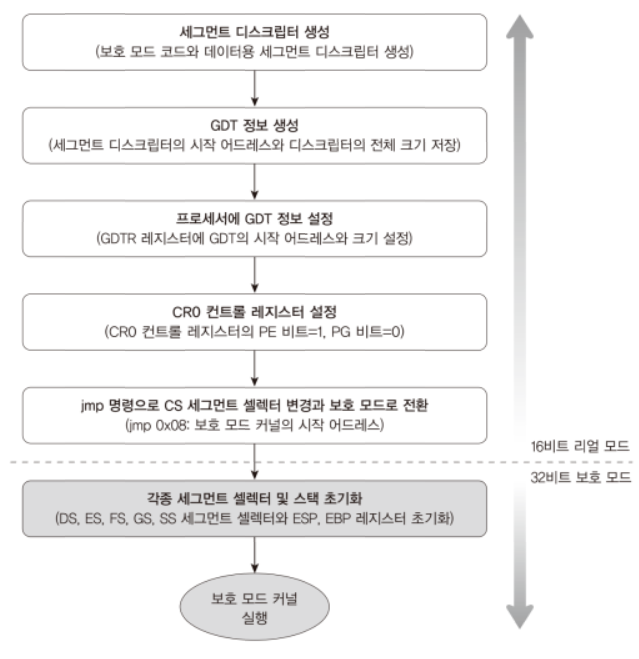 세그먼트 디스크립터 생성
(보호 모드 코드와 데이터용 세그먼트 디스크립터 생성)
GDT 정보 생성
(세그먼트 디스크립터의 시작 어드레스와 디스크립터의 전체 크기 저장)
프로세서에 GDT 정보 설정
(GDTR 레지스터에 GDT의 시작 어드레스와 크기 설정)
CR0 컨트롤 레지스터 설정
(CR0 컨트롤 레지스터의 PE 비트=1, PG 비트=0)
jmp 명령으로 CS 세그먼트 셀렉터 변경과 보호 모드로 전환
(jmp 0x08: 보호 모드 커널의 시작 어드레스)
16비트 리얼 모드
32비트 보호 모드
각종 세그먼트 셀렉터 및 스택 초기화
(DS, ES, FS, GS, SS 세그먼트 셀렉터와 ESP, EBP 레지스터 초기화)
보호 모드 커널
실행